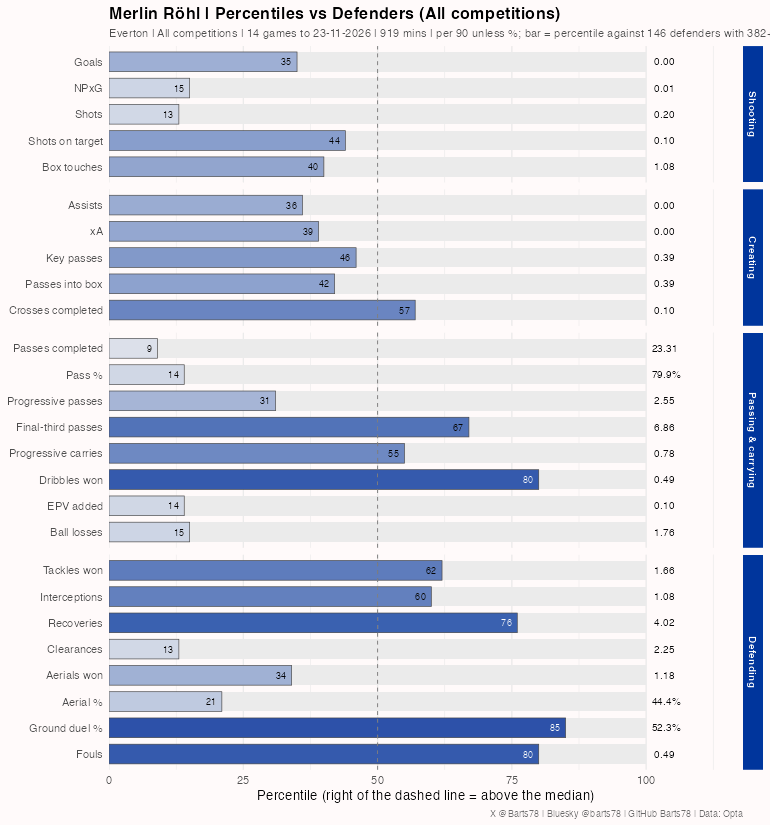 Merlin Röhl | Percentiles vs Defenders (All competitions)
Everton | All competitions | 14 games to 23-11-2026 | 919 mins | per 90 unless %; bar = percentile against 146 defenders with 382-
Goals 35 0.00
NPxG 15 0.01
Shots 13 0.20
Shots on target 44 0.10
Box touches 40 1.08
Shooting
Assists 36 0.00
xA 39 0.00
Key passes 46 0.39
Passes into box 42 0.39
Crosses completed 57 0.10
Creating
Passes completed 9 23.31
Pass % 14 79.9%
Progressive passes 31 2.55
Final-third passes 67 6.86
Progressive carries 55 0.78
Dribbles won 80 0.49
EPV added 14 0.10
Ball losses 15 1.76
Passing & carrying
Tackles won 62 1.66
Interceptions 60 1.08
Recoveries 76 4.02
Clearances 13 2.25
Aerials won 34 1.18
Aerial % 21 44.4%
Ground duel % 85 52.3%
Fouls 80 0.49
Defending
0 25 50 75 100
Percentile (right of the dashed line = above the median)
X @Barts78 | Bluesky @barts78 | GitHub Barts78 | Data: Opta